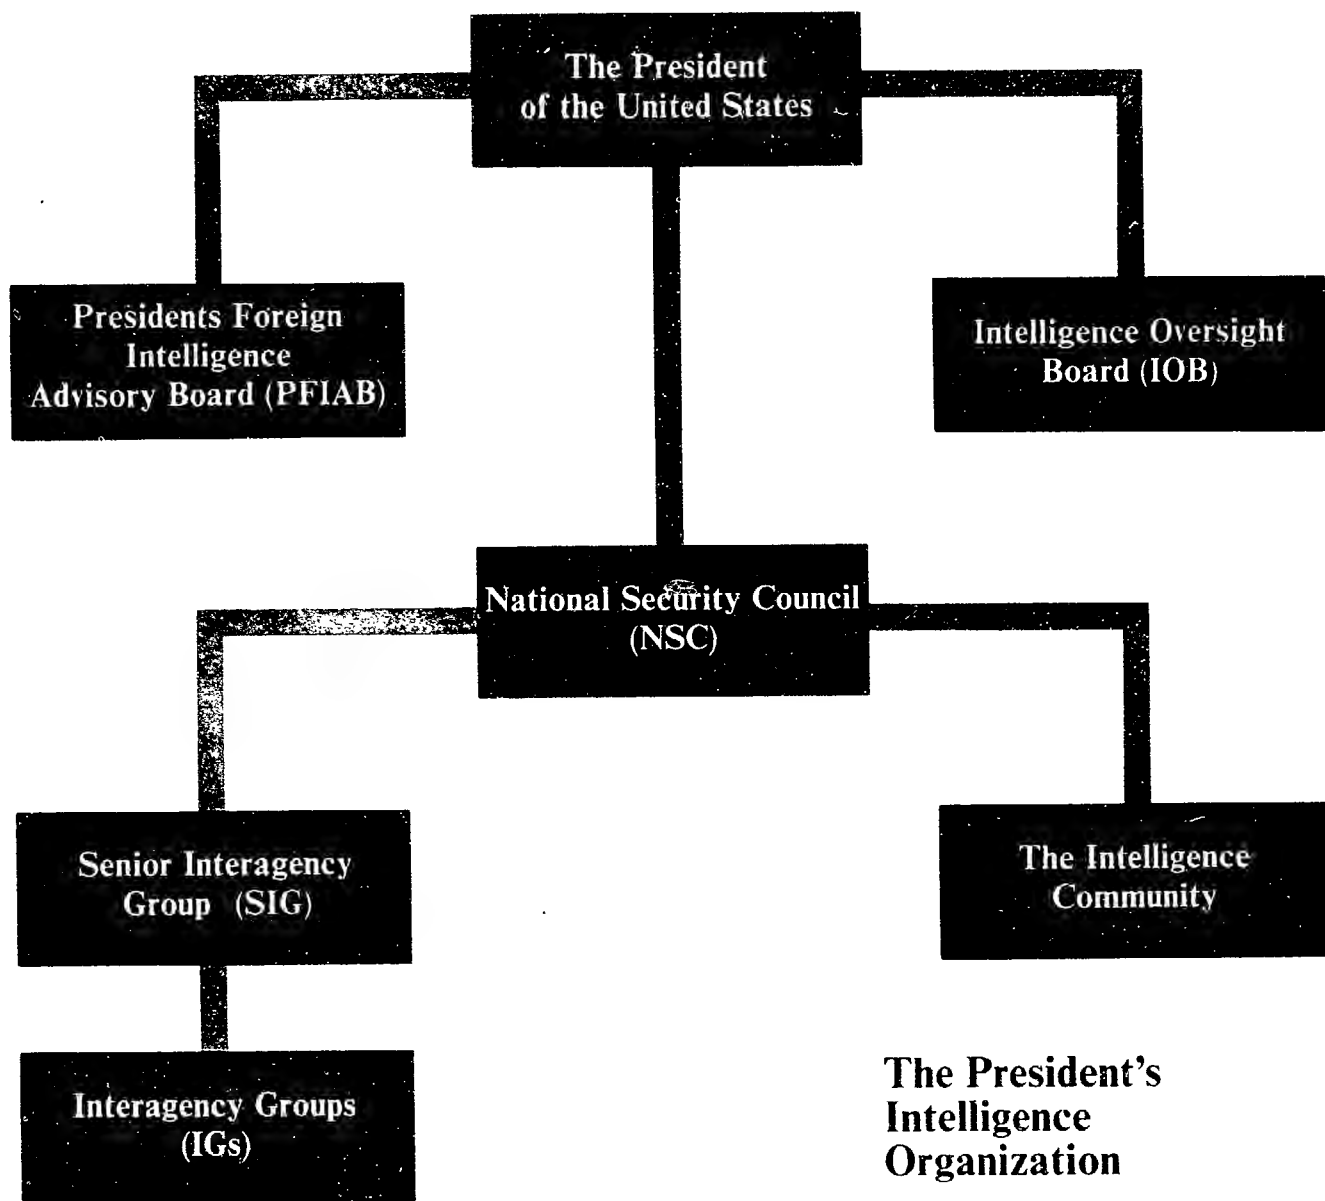 The President
of the United States
Presidents Foreign
Intelligence
Advisory Board (PFIAB)
Intelligence Oversight
Board (IOB)
National Security Council
(NSC)
Senior Interagency
Group (SIG)
The Intelligence
Community
Interagency Groups
(IGs)
The President's
Intelligence
Organization